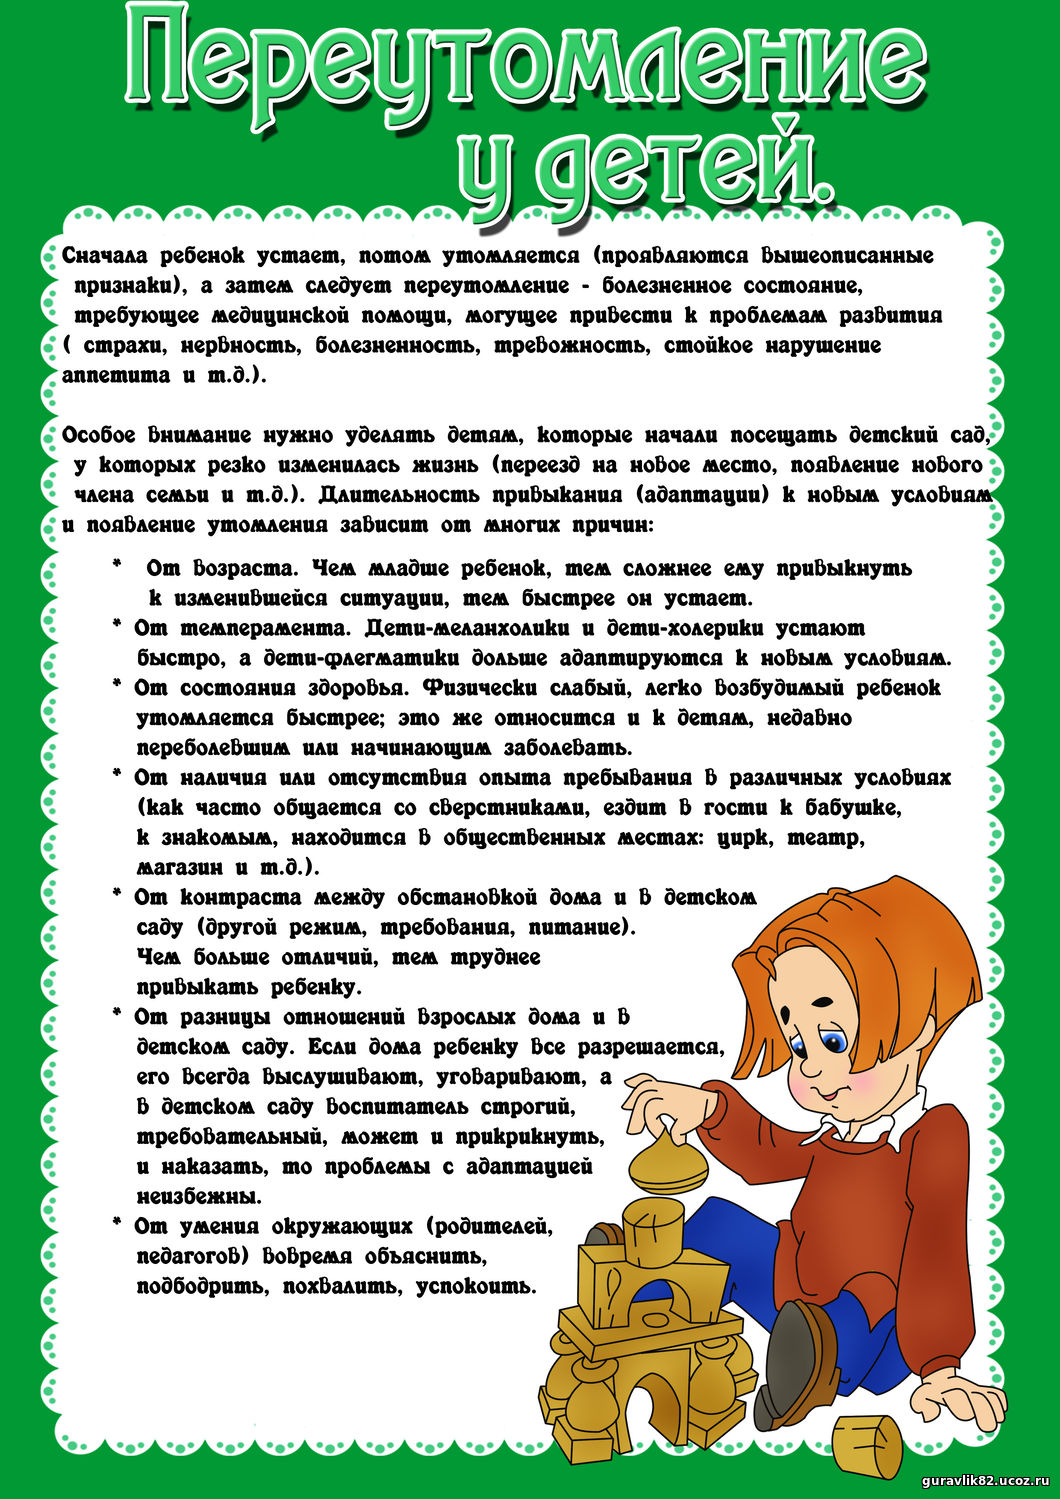 Переутомление
у детей.
Сначала ребенок устает, потом утомляется (проявляются вышеописанные
признаки), а затем следует переутомление - болезненное состояние,
требующее медицинской помощи, могущее привести к проблемам развития
( страхи, нервность, болезненность, тревожность, стойкое нарушение
аппетита и т.д.).
Особое внимание нужно уделять детям, которые начали посещать детский сад,
у которых резко изменилась жизнь (переезд на новое место, появление нового
члена семьи и т.д.). Длительность привыкания (адаптации) к новым условиям
и появление утомления зависит от многих причин:
* От возраста. Чем младше ребенок, тем сложнее ему привыкнуть
к изменившейся ситуации, тем быстрее он устает.
* От темперамента. Дети-меланхолики и дети-холерики устают
быстро, а дети-флегматики дольше адаптируются к новым условиям.
* От состояния здоровья. Физически слабый, легко возбудимый ребенок
утомляется быстрее; это же относится и к детям, недавно
переболевшим или начинающим заболевать.
* От наличия или отсутствия опыта пребывания в различных условиях
(как часто общается со сверстниками, ездит в гости к бабушке,
к знакомым, находится в общественных местах: цирк, театр,
магазин и т.д.).
* От контраста между обстановкой дома и в детском
саду (другой режим, требования, питание).
Чем больше отличий, тем труднее
привыкать ребенку.
* От разницы отношений взрослых дома и в
детском саду. Если дома ребенку все разрешается,
его всегда выслушивают, уговаривают, а
в детском саду воспитатель строгий,
требовательный, может и прикрикнуть,
и наказать, то проблемы с адаптацией
неизбежны.
* От умения окружающих (родителей,
педагогов) вовремя обьяснить,
подбодрить, похвалить, успокоить.
guravlik82.ucoz.ru